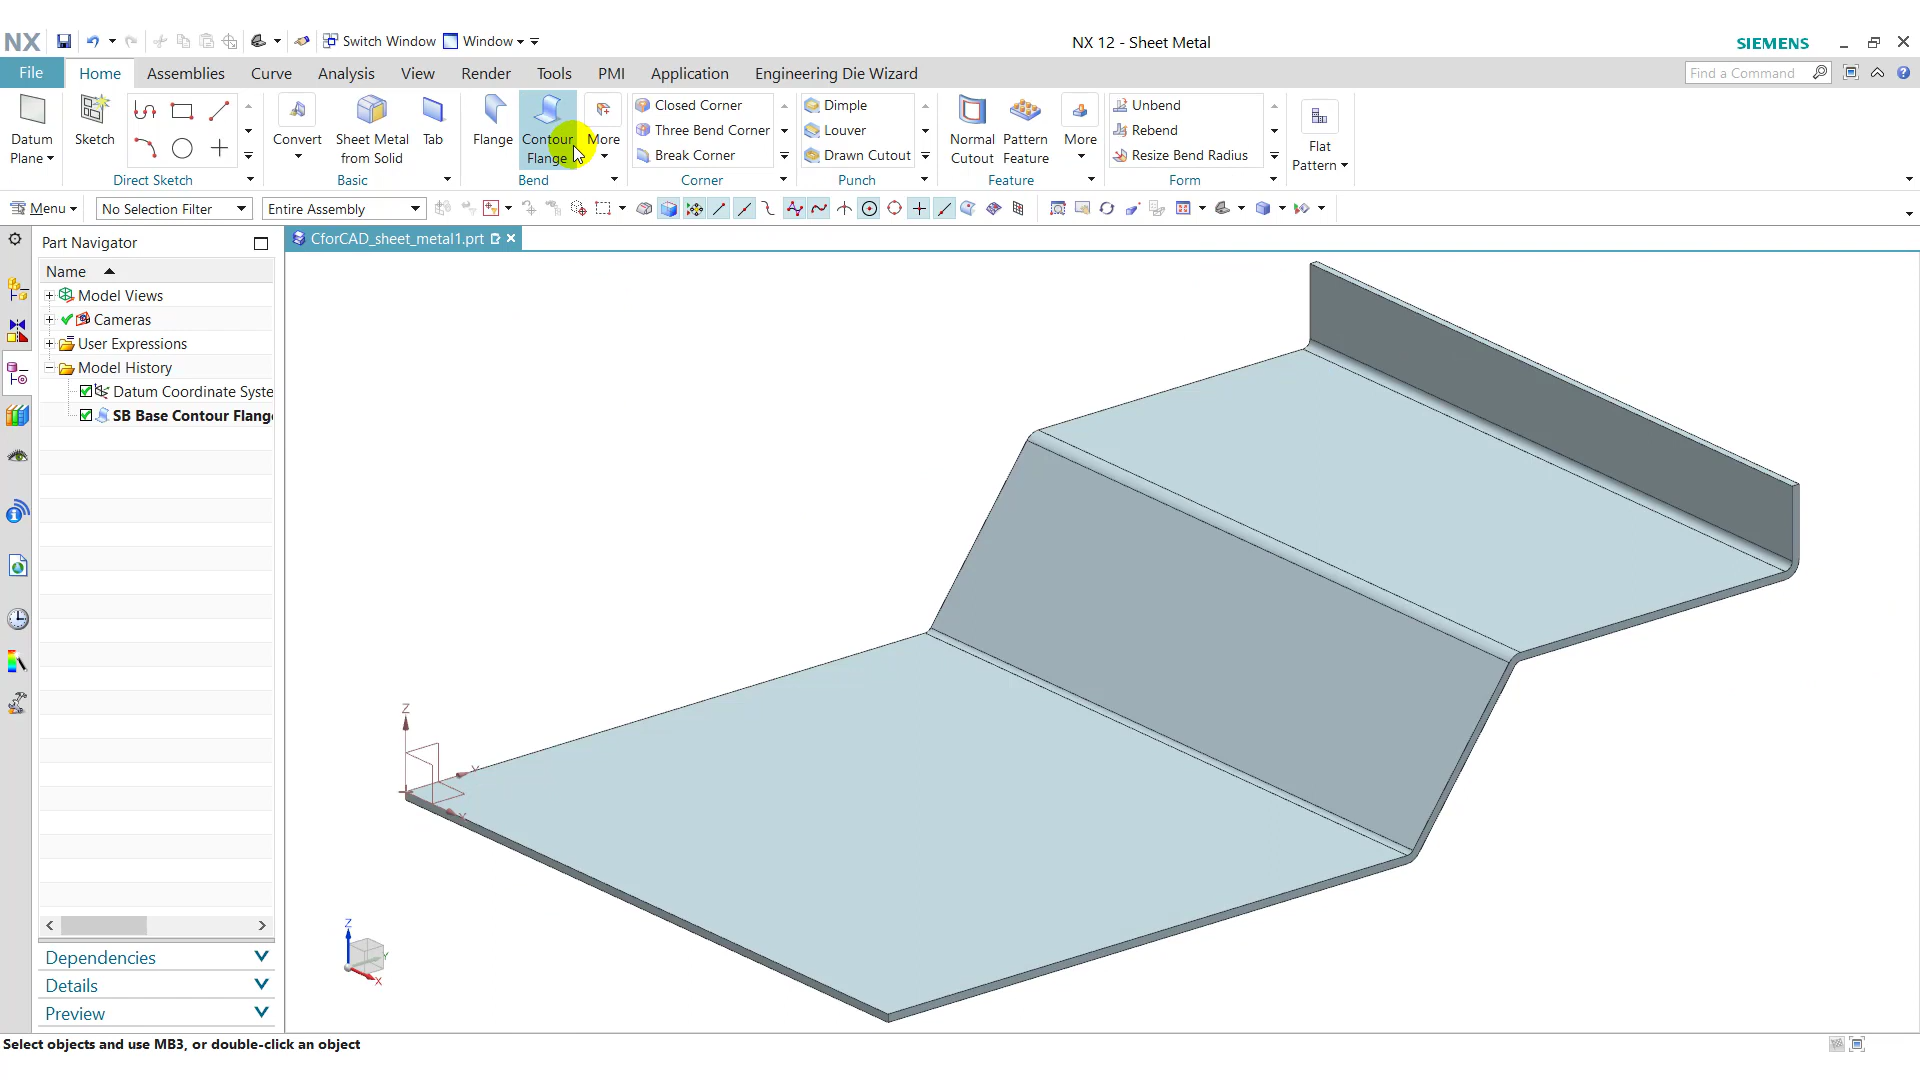 NX Switch Window Window NX 12 - Sheet Metal SIEMENS
File Home Assemblies Curve Analysis View Render Tools PMI Application Engineering Die Wizard Find a Command
Datum
Plane
Sketch
Direct Sketch
Convert
Sheet Metal
from Solid
Tab
Basic
Flange
Contour
Flange
More
Bend
Closed Corner
Three Bend Corner
Break Corner
Corner
Dimple
Louver
Drawn Cutout
Punch
Normal
Cutout
Pattern
Feature
More
Feature
Unbend
Rebend
Resize Bend Radius
Form
Flat
Pattern
Menu No Selection Filter Entire Assembly
Part Navigator
CforCAD_sheet_metal1.prt
Name
Model Views
Cameras
User Expressions
Model History
Datum Coordinate Syste
SB Base Contour Flang
Z
Z
X
Dependencies
Details
Preview
Select objects and use MB3, or double-click an object